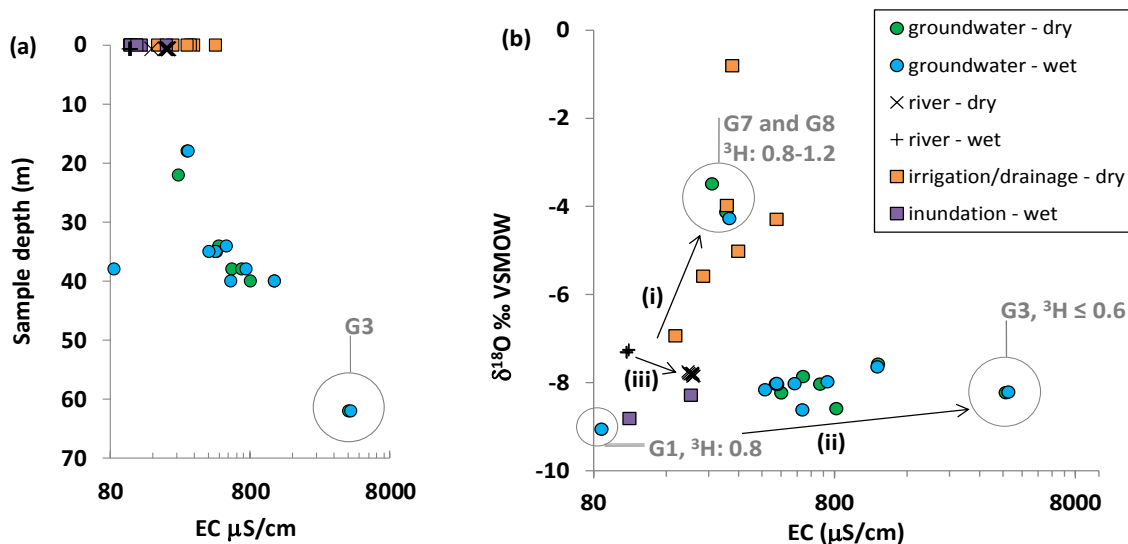 (a)
0
10
20
30
40
50
60
70
Sample depth (m)
G3
80
800
8000
EC µS/cm
(b)
0
-2
-4
-6
-8
-10
δ18O ‰ VSMOW
G7 and G8
3H: 0.8-1.2
(i)
(iii)
G3, 3H ≤ 0.6
(ii)
G1, 3H: 0.8
80
800
8000
EC (µS/cm)
groundwater - dry
groundwater - wet
river - dry
river - wet
irrigation/drainage - dry
inundation - wet